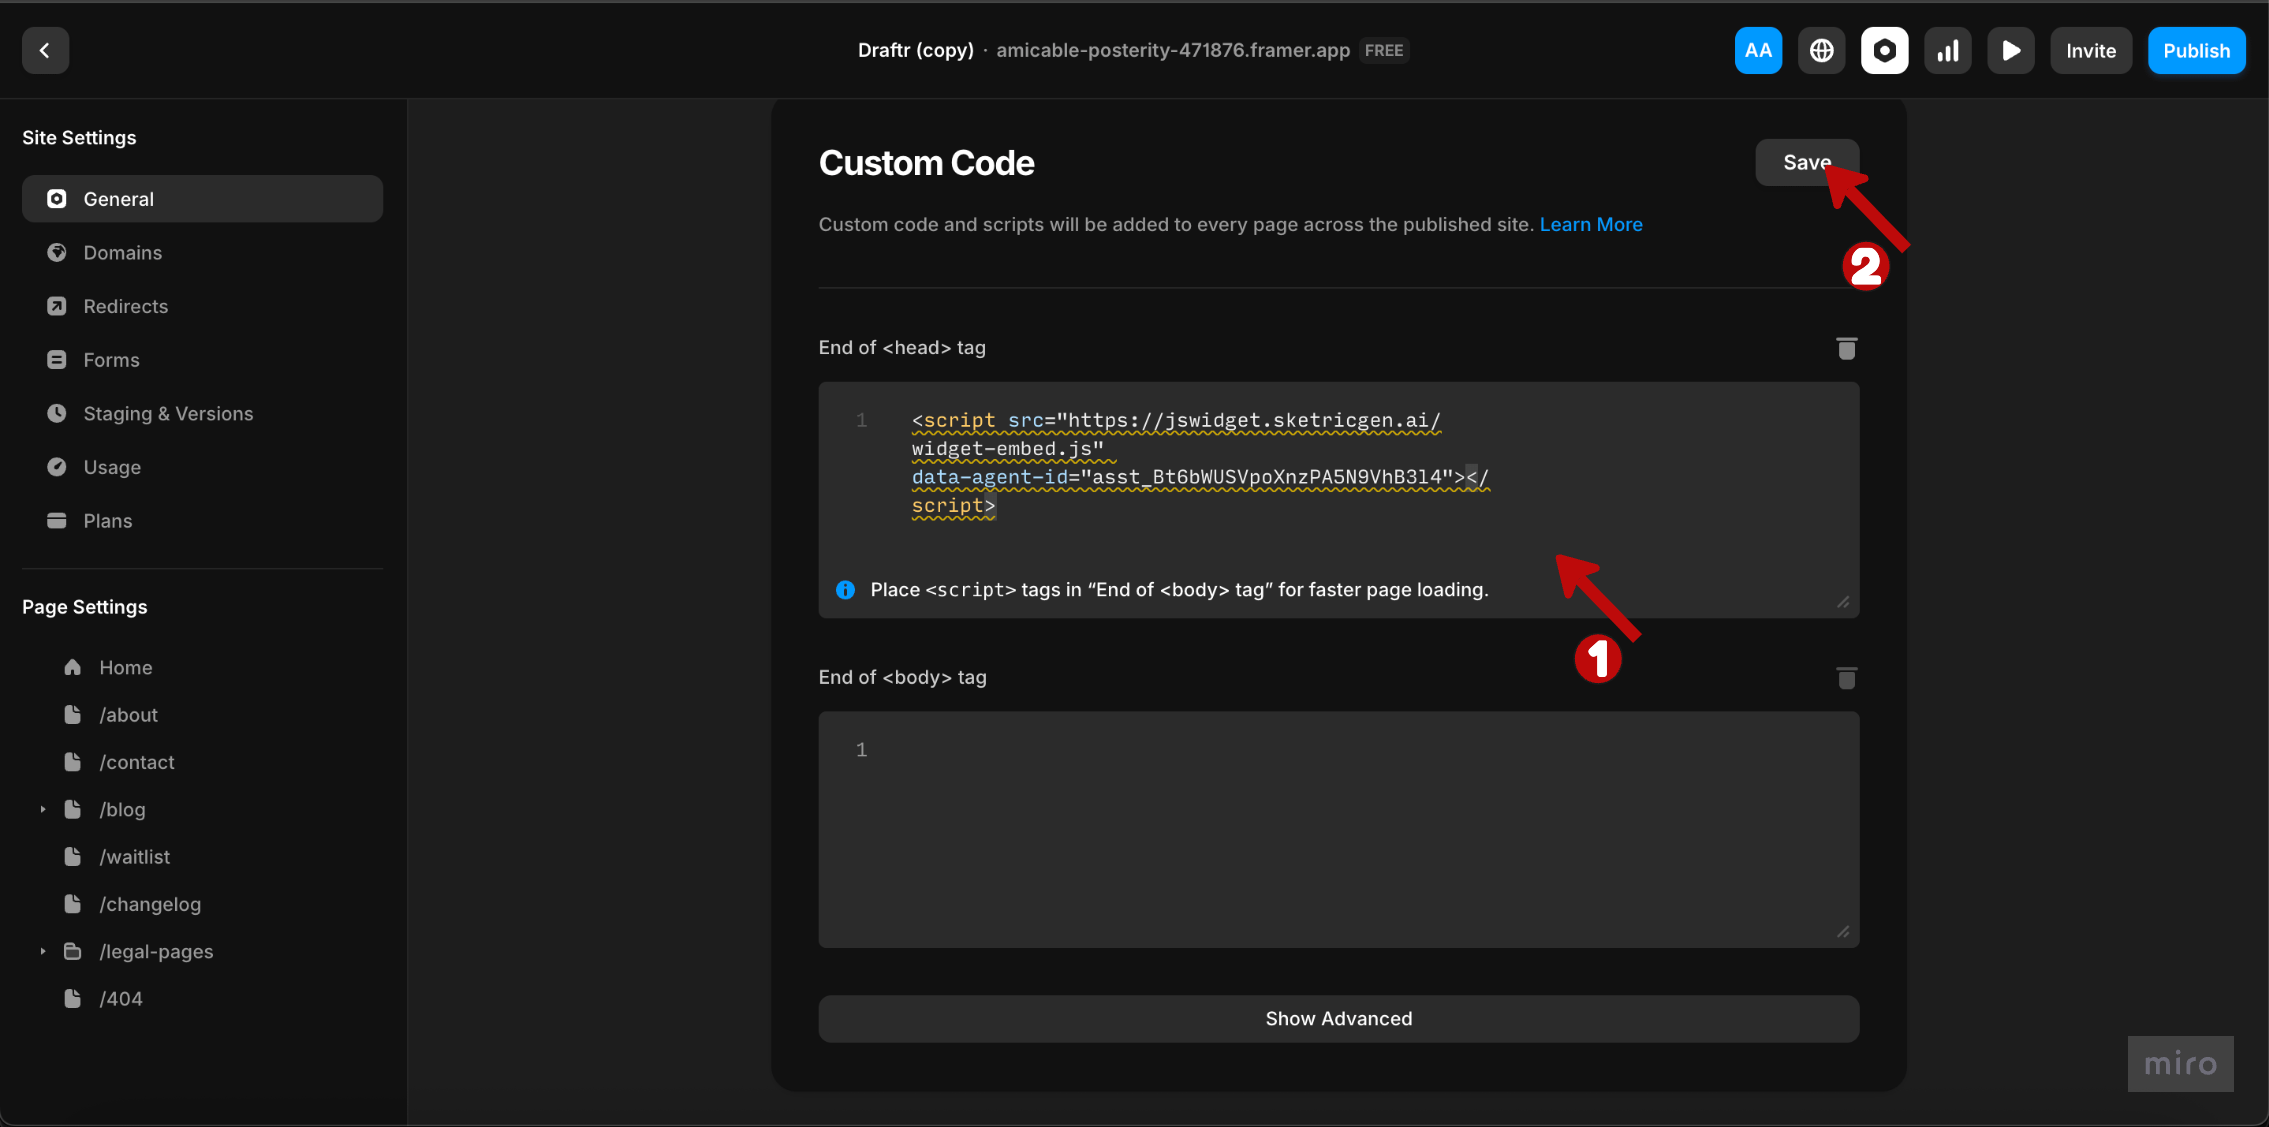 Draftr (copy) · amicable-posterity-471876.framer.app FREE
AA
Invite
Publish
Site Settings
General
Domains
Redirects
Forms
Staging & Versions
Usage
Plans
Page Settings
Home
/about
/contact
/blog
/waitlist
/changelog
/legal-pages
/404
Custom Code
Save
Custom code and scripts will be added to every page across the published site. Learn More
2
End of <head> tag
1 <script src="https://jswidget.sketricgen.ai/
widget-embed.js"
data-agent-id="asst_Bt6bWUSVpoXnzPA5N9VhB3l4"></
script>
Place <script> tags in “End of <body> tag” for faster page loading.
1
End of <body> tag
1
Show Advanced
miro